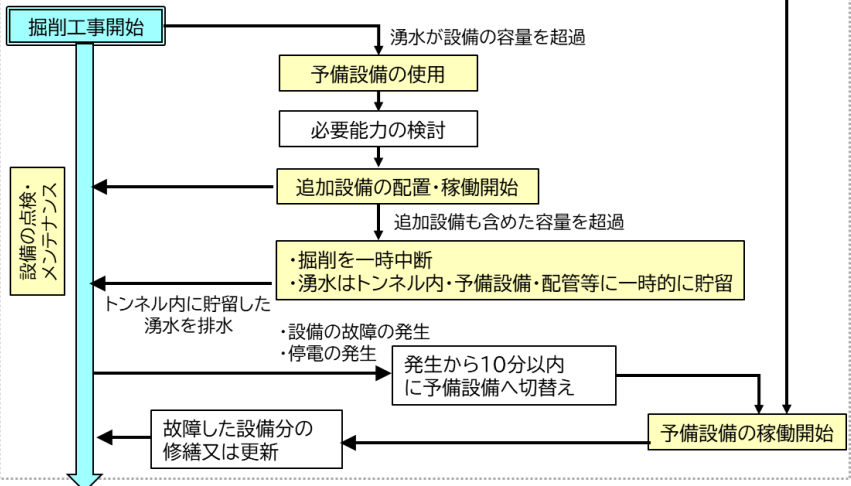 掘削工事開始
湧水が設備の容量を超過
予備設備の使用
必要能力の検討
設備の点検・
メンテナンス
追加設備の配置・稼働開始
追加設備も含めた容量を超過
・掘削を一時中断
・湧水はトンネル内・予備設備・配管等に一時的に貯留
トンネル内に貯留した
湧水を排水
・設備の故障の発生
・停電の発生
発生から10分以内
に予備設備へ切替え
予備設備の稼働開始
故障した設備分の
修繕又は更新